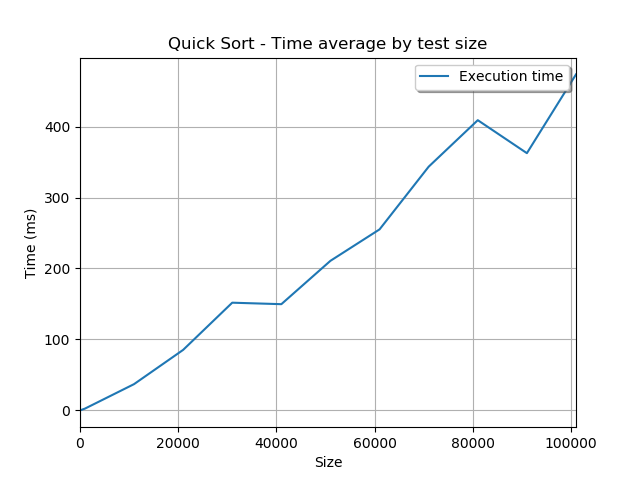 Quick Sort - Time average by test size
Execution time
Time (ms)
400
300
200
100
0
0 20000 40000 60000 80000 100000
Size